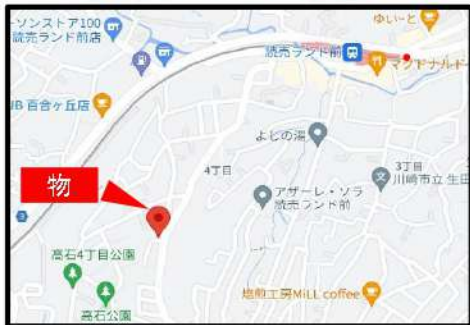 ーソンストア100
読売ランド前店
ゆいーと
読売ランド前
マクドナルド
JB 百合ヶ丘店
よしの湯
4丁目
3丁目
川崎市立 生田
物
アザーレ・ソラ
読売ランド前
高石4丁目公園
高石公園
焙煎工房MiLL coffee
3